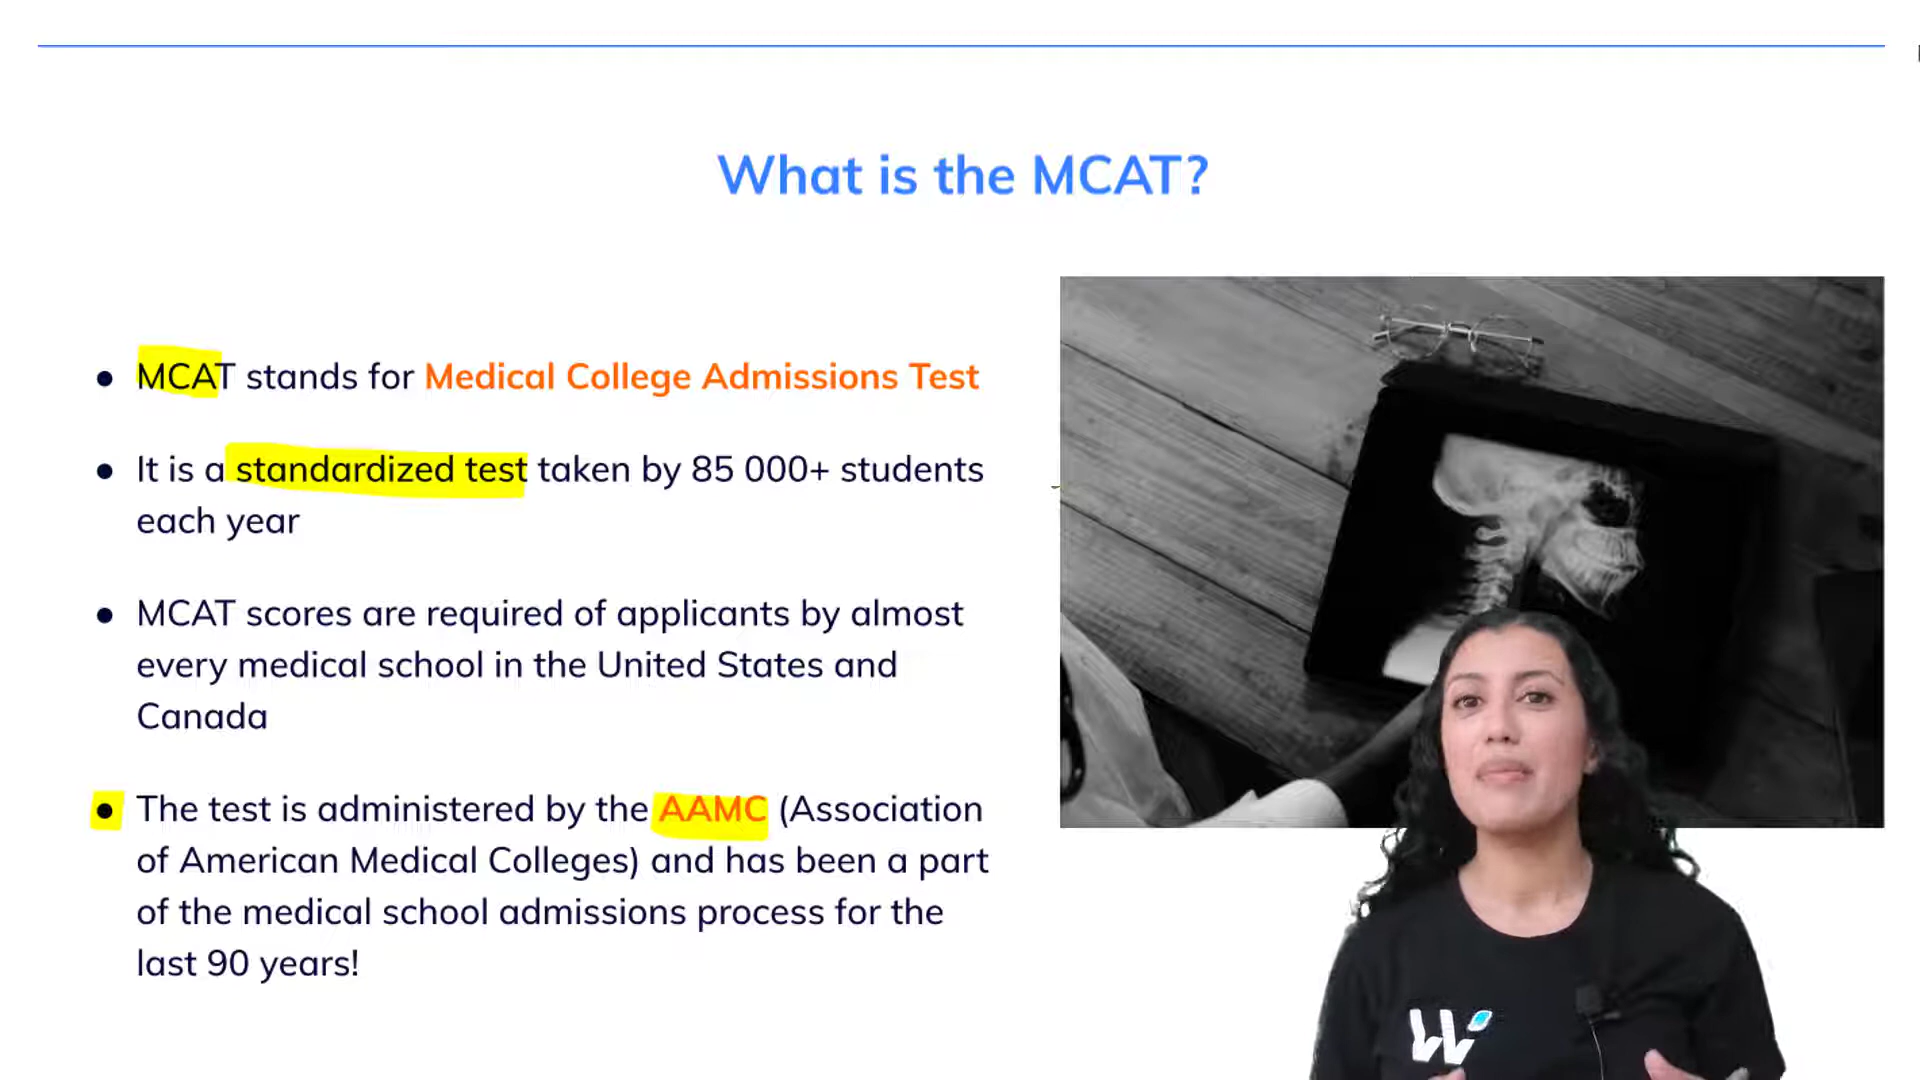 What is the MCAT?
● MCAT stands for Medical College Admissions Test
● It is a standardized test taken by 85 000+ students
each year
● MCAT scores are required of applicants by almost
every medical school in the United States and
Canada
● The test is administered by the AAMC (Association
of American Medical Colleges) and has been a part
of the medical school admissions process for the
last 90 years!
W